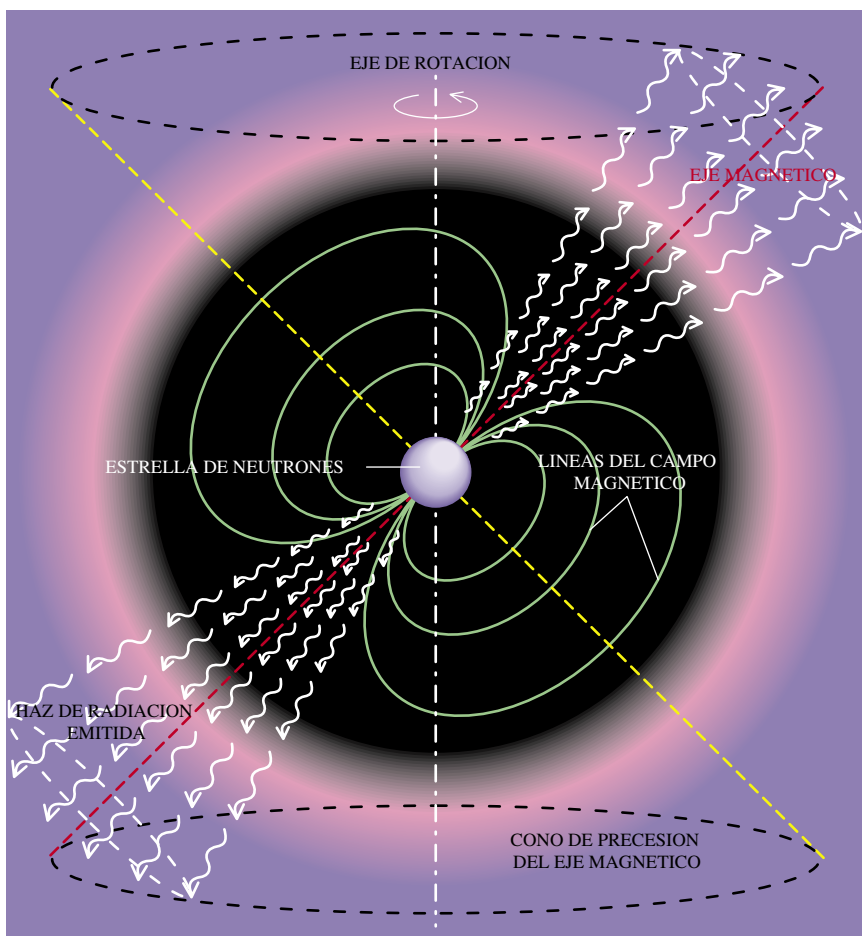 EJE DE ROTACION
EJE MAGNETICO
ESTRELLA DE NEUTRONES
LINEAS DEL CAMPO
MAGNETICO
HAZ DE RADIACION
EMITIDA
CONO DE PRECESION
DEL EJE MAGNETICO